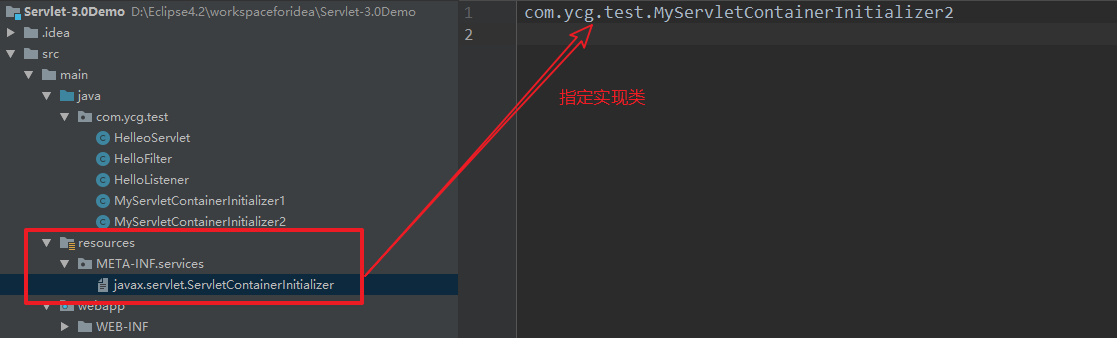 Servlet-3.0Demo D:\Eclipse4.2\workspaceforidea\Servlet-3.0Demo
.idea
src
main
java
com.ycg.test
HelleoServlet
HelloFilter
HelloListener
MyServletContainerInitializer1
MyServletContainerInitializer2
resources
META-INF.services
javax.servlet.ServletContainerInitializer
webapp
WEB-INF
1 com.ycg.test.MyServletContainerInitializer2
2
指定实现类